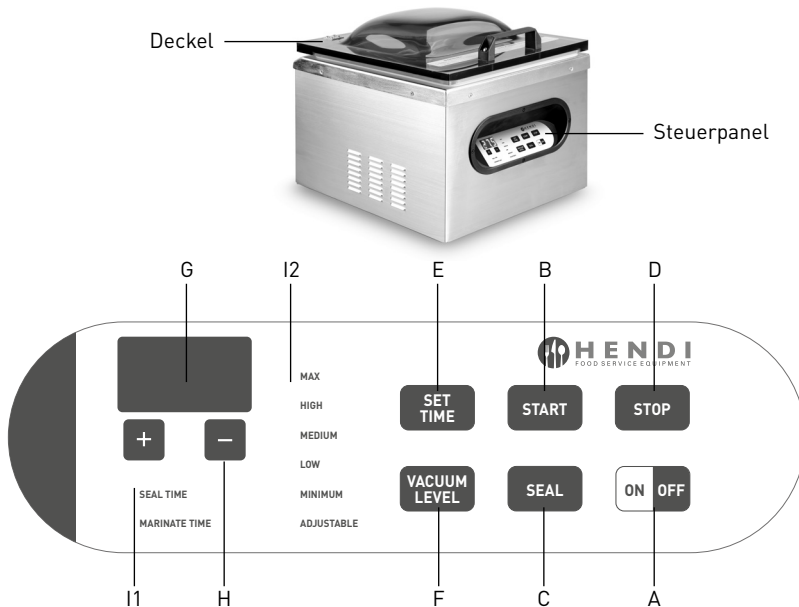 Deckel
Steuerpanel
G I2 E B D
HENDI
FOOD SERVICE EQUIPMENT
MAX
HIGH
MEDIUM
LOW
MINIMUM
ADJUSTABLE
+ −
SEAL TIME
MARINATE TIME
SET
TIME
START
STOP
VACUUM
LEVEL
SEAL
ON OFF
I1 H F C A